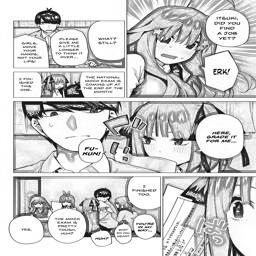 GIRLS,
MOVE
YOUR
HANDS,
NOT YOUR
LIPS!
PLEASE
GIVE ME
A LITTLE
LONGER
TO THINK
IT OVER...
WHAT?
STILL?
ITSUKI,
DID YOU
FIND A
JOB
YET?
ERK!
I
FINISHED
THIS ONE.
THE NATIONAL
MOCK EXAM IS
COMING UP AT
THE END OF
THE MONTH!
FU-
KUN!
HERE,
GRADE IT
FOR ME...
YES.
THE MOCK
EXAM IS
PRETTY
TOUGH,
HUH?
HUH?
I
FINISHED
TOO.
YOU'RE IN
MY WAY...